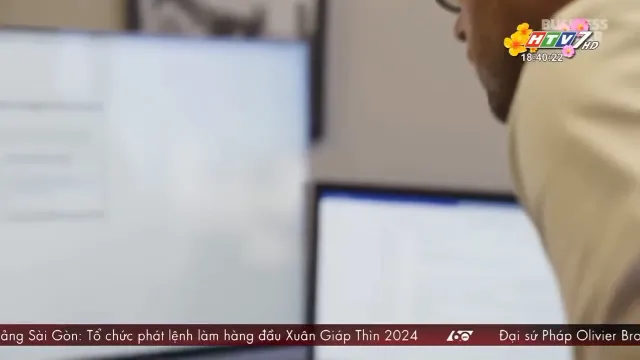 BUSINESS
HTV7 HD
18:40:22
ảng Sài Gòn: Tổ chức phát lệnh làm hàng đầu Xuân Giáp Thìn 2024
Đại sứ Pháp Olivier Bro